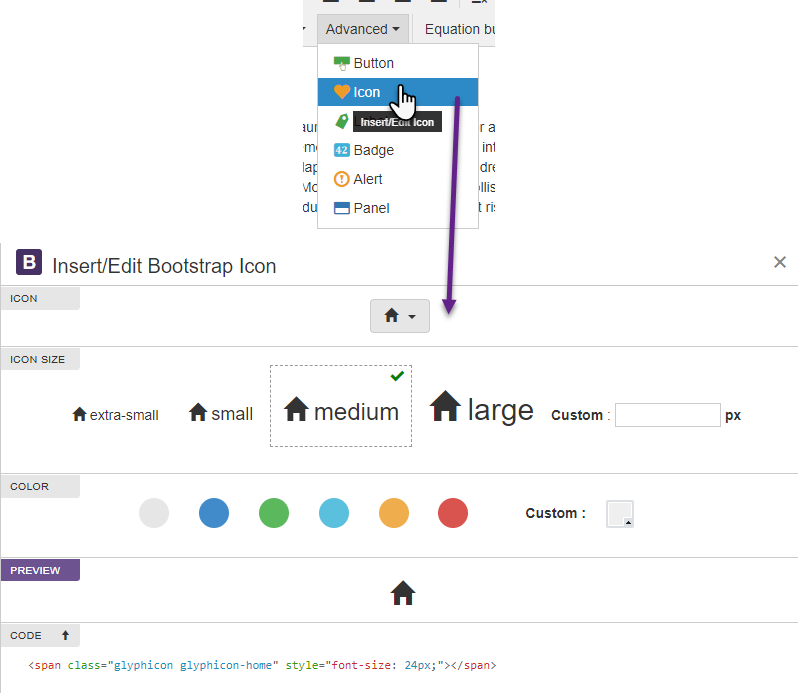 Advanced
Equation bu
Button
Icon
Insert/Edit Icon
42 Badge
Alert
Panel
B Insert/Edit Bootstrap Icon ×
ICON
ICON SIZE
extra-small small medium large Custom : px
COLOR
Custom :
PREVIEW
CODE
<span class="glyphicon glyphicon-home" style="font-size: 24px;"></span>